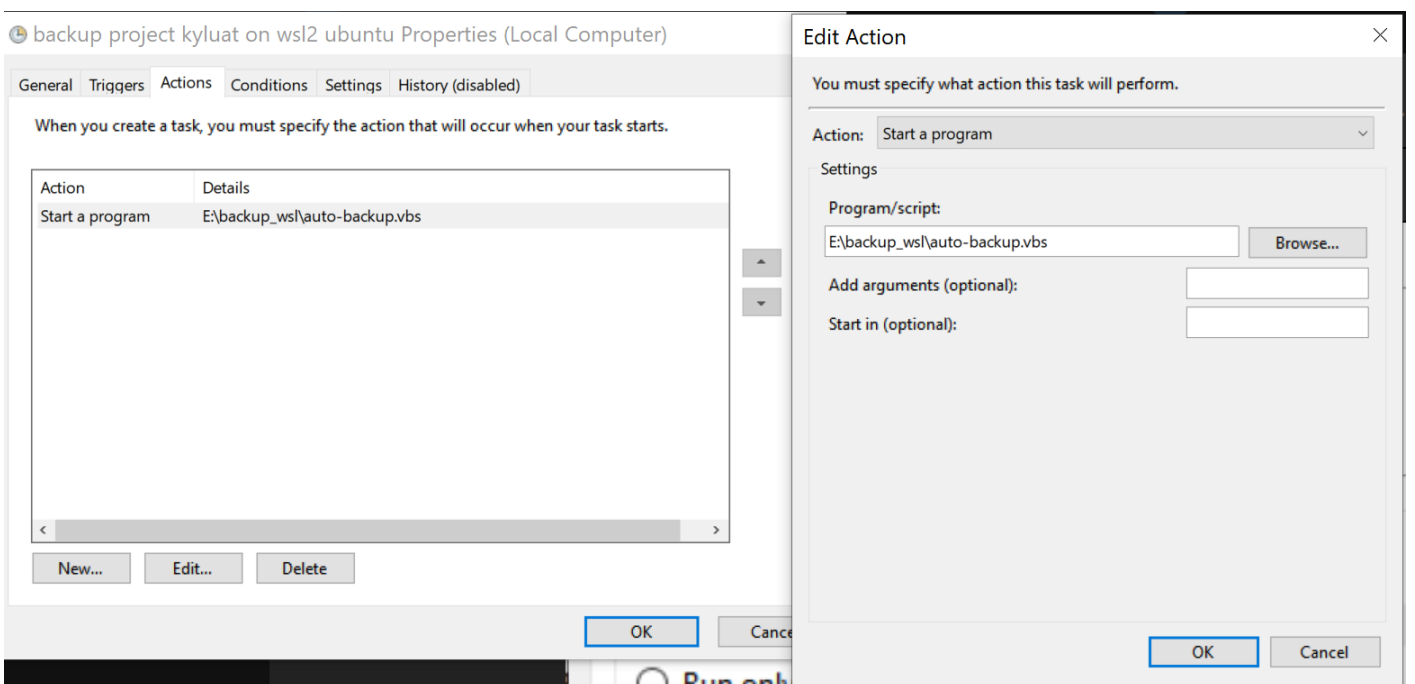 backup project kyluat on wsl2 ubuntu Properties (Local Computer)
General Triggers Actions Conditions Settings History (disabled)
When you create a task, you must specify the action that will occur when your task starts.
Action Details
Start a program E:\backup_wsl\auto-backup.vbs
New... Edit... Delete
OK Cance
Run only
Edit Action
You must specify what action this task will perform.
Action: Start a program
Settings
Program/script:
E:\backup_wsl\auto-backup.vbs Browse...
Add arguments (optional):
Start in (optional):
OK Cancel